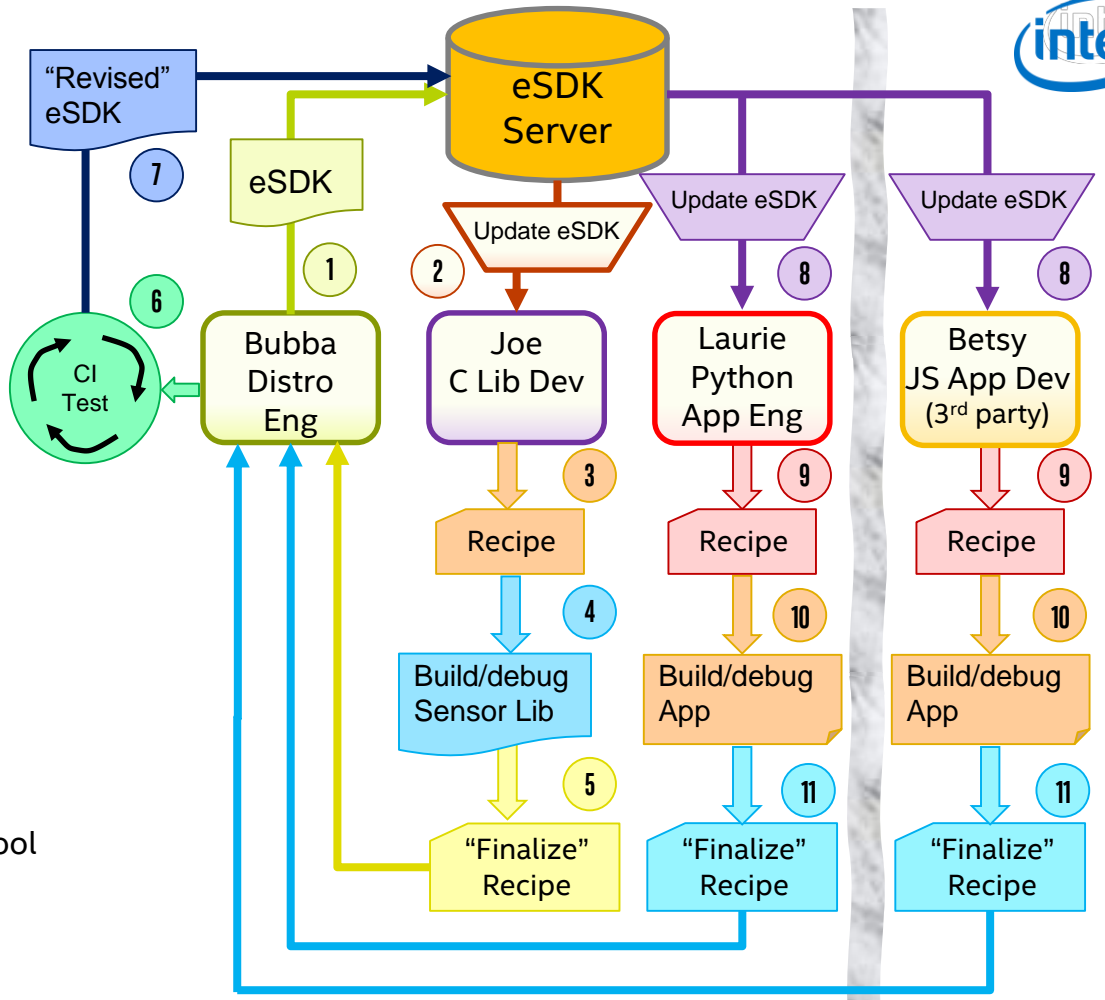 “Revised”
eSDK
7
eSDK
1
eSDK
Server
inte
Update eSDK
2
Update eSDK
8
Update eSDK
8
6
CI
Test
Bubba
Distro
Eng
Joe
C Lib Dev
Laurie
Python
App Eng
Betsy
JS App Dev
(3rd party)
3
9
9
Recipe
Recipe
Recipe
4
10
10
Build/debug
Sensor Lib
Build/debug
App
Build/debug
App
5
11
11
“Finalize”
Recipe
“Finalize”
Recipe
“Finalize”
Recipe
ool